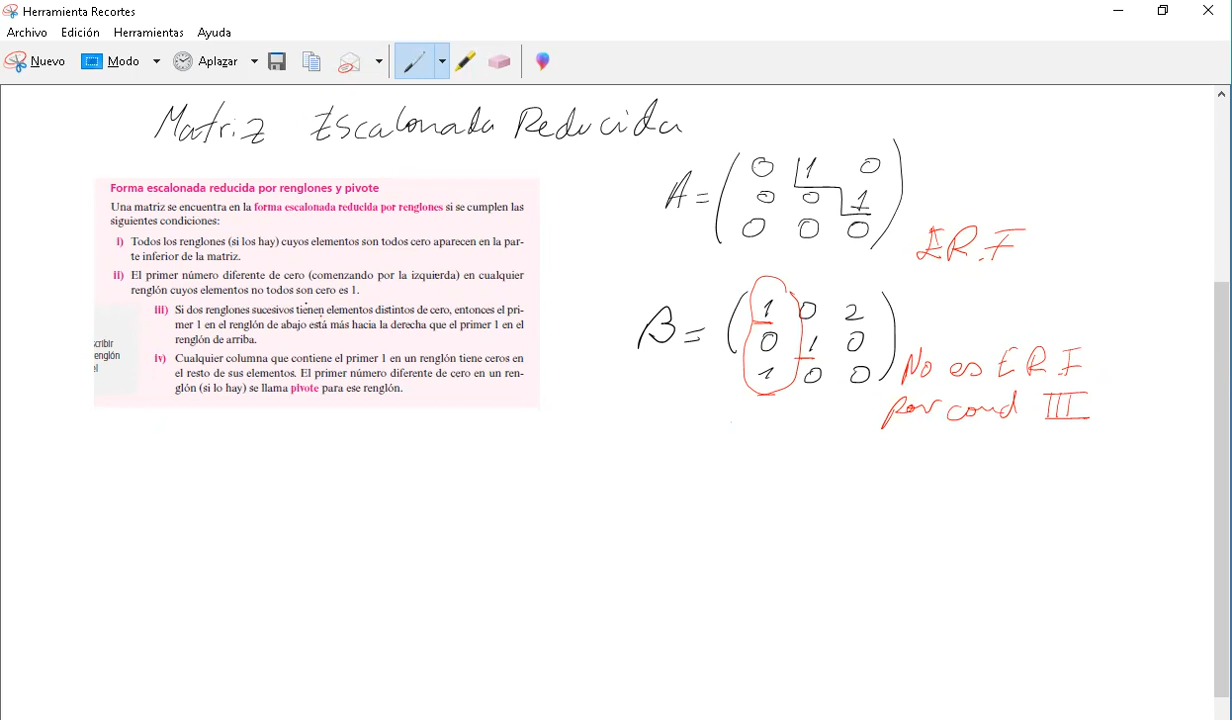 Herramienta Recortes
Archivo Edición Herramientas Ayuda
Nuevo Modo Aplazar
Matriz Escalonada Reducida
Forma escalonada reducida por renglones y pivote
Una matriz se encuentra en la forma escalonada reducida por renglones si se cumplen las
siguientes condiciones:
i) Todos los renglones (si los hay) cuyos elementos son todos cero aparecen en la par-
te inferior de la matriz.
ii) El primer número diferente de cero (comenzando por la izquierda) en cualquier
renglón cuyos elementos no todos son cero es 1.
iii) Si dos renglones sucesivos tienen elementos distintos de cero, entonces el pri-
mer 1 en el renglón de abajo está más hacia la derecha que el primer 1 en el
renglón de arriba.
iv) Cualquier columna que contiene el primer 1 en un renglón tiene ceros en
el resto de sus elementos. El primer número diferente de cero en un ren-
glón (si lo hay) se llama pivote para ese renglón.
cribir
englón
el
A = ( 0 1 0
0 0 1
0 0 0 )
E.R.F
B = ( 1 0 2
0 1 0
1 0 0 )
No es E R F
por cond III